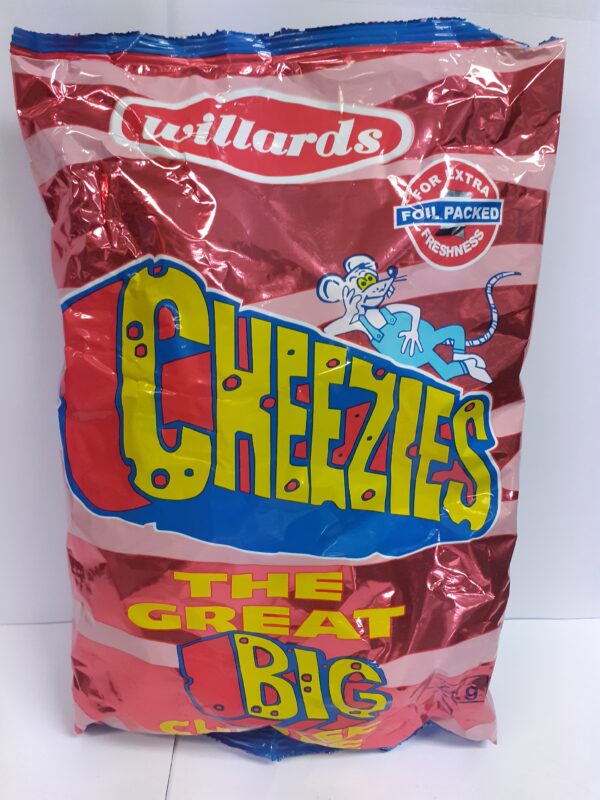 willards
FOR EXTRA
FOIL PACKED
FRESHNESS
CHEEZIES
THE
GREAT
BIG
g